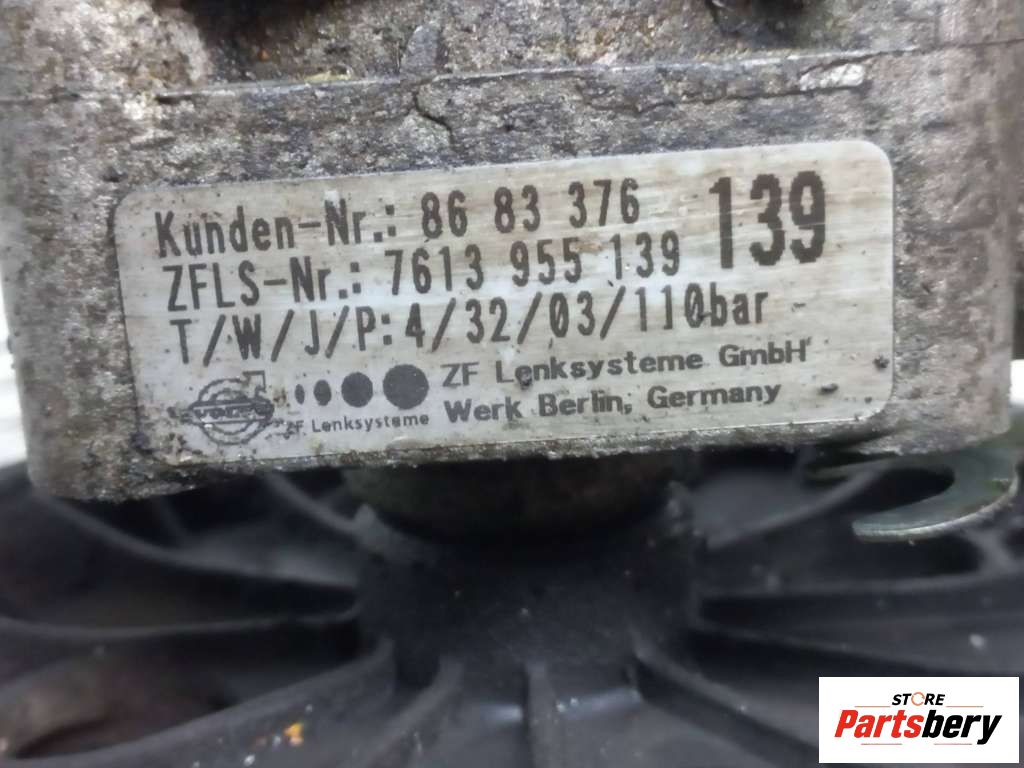 Kunden-Nr.: 86 83 376 139
ZFLS-Nr.: 7613 955 139
T/W/J/P:4/32/03/110bar
VOLVO ZF Lenksysteme ZF Lenksysteme GmbH
Werk Berlin, Germany
STORE
Partsbery